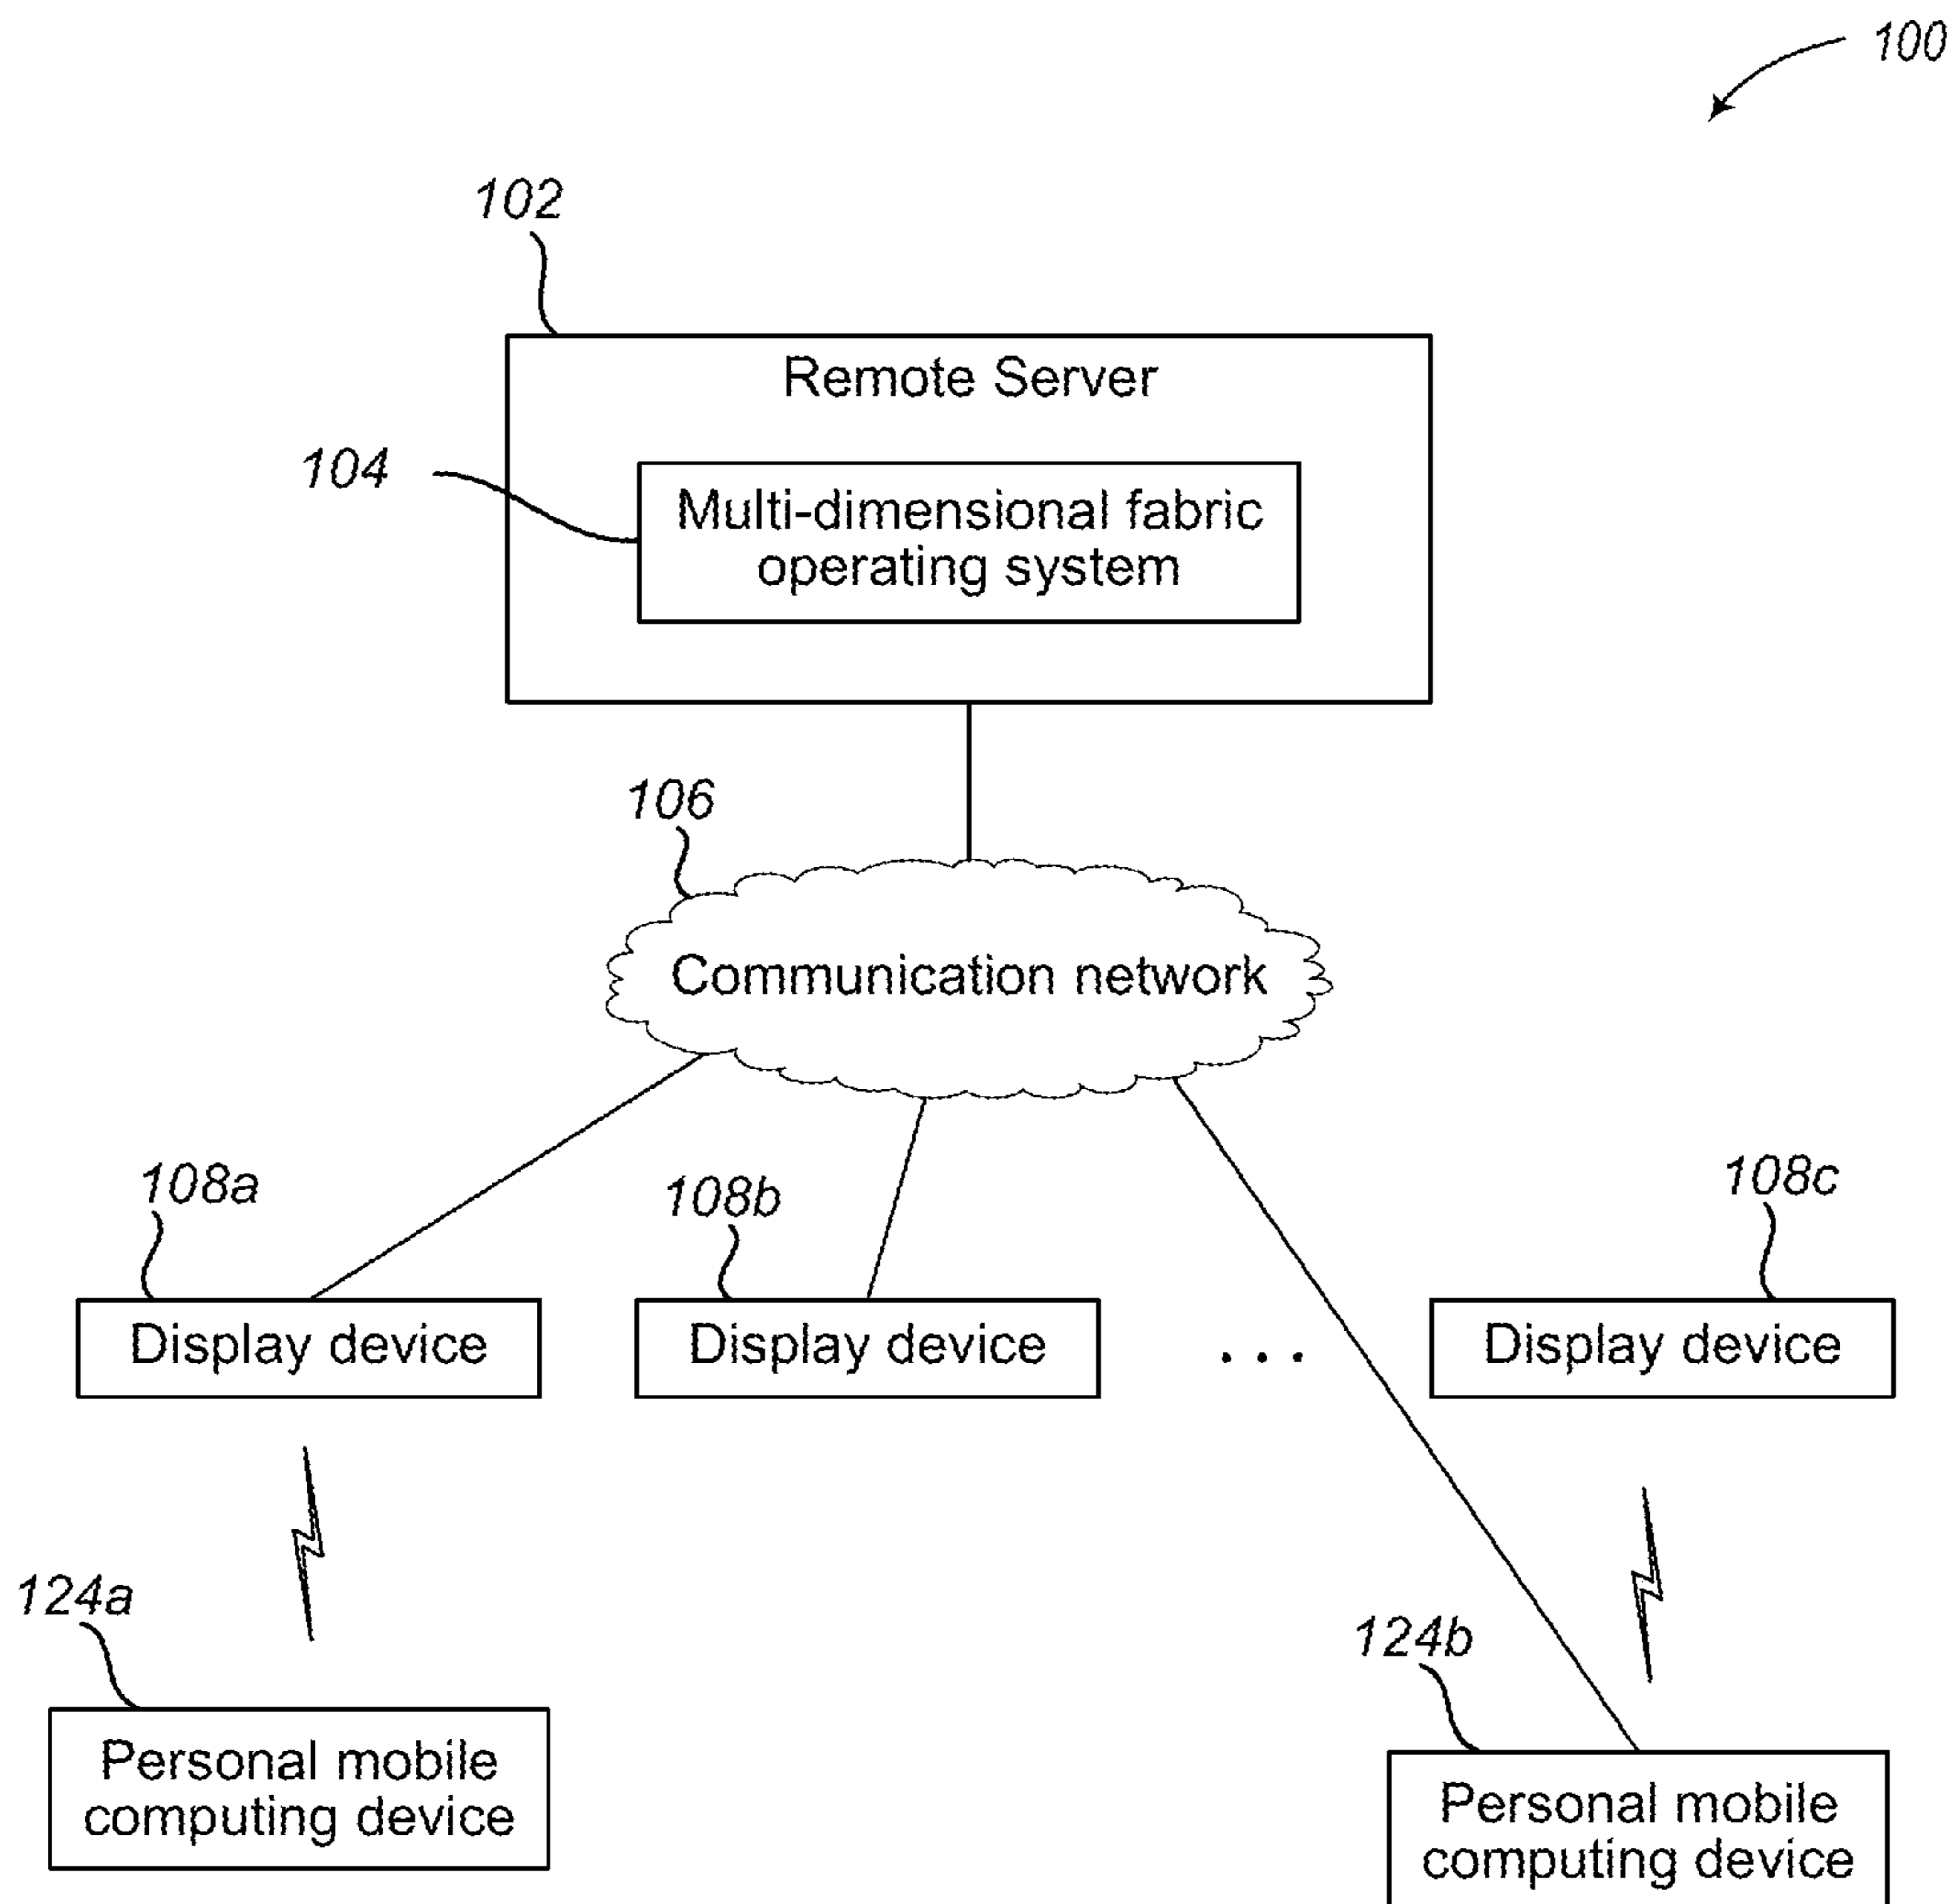 100
102
Remote Server
104
Multi-dimensional fabric
operating system
106
Communication network
108a
108b
108c
Display device
Display device
...
Display device
124a
124b
Personal mobile
computing device
Personal mobile
computing device